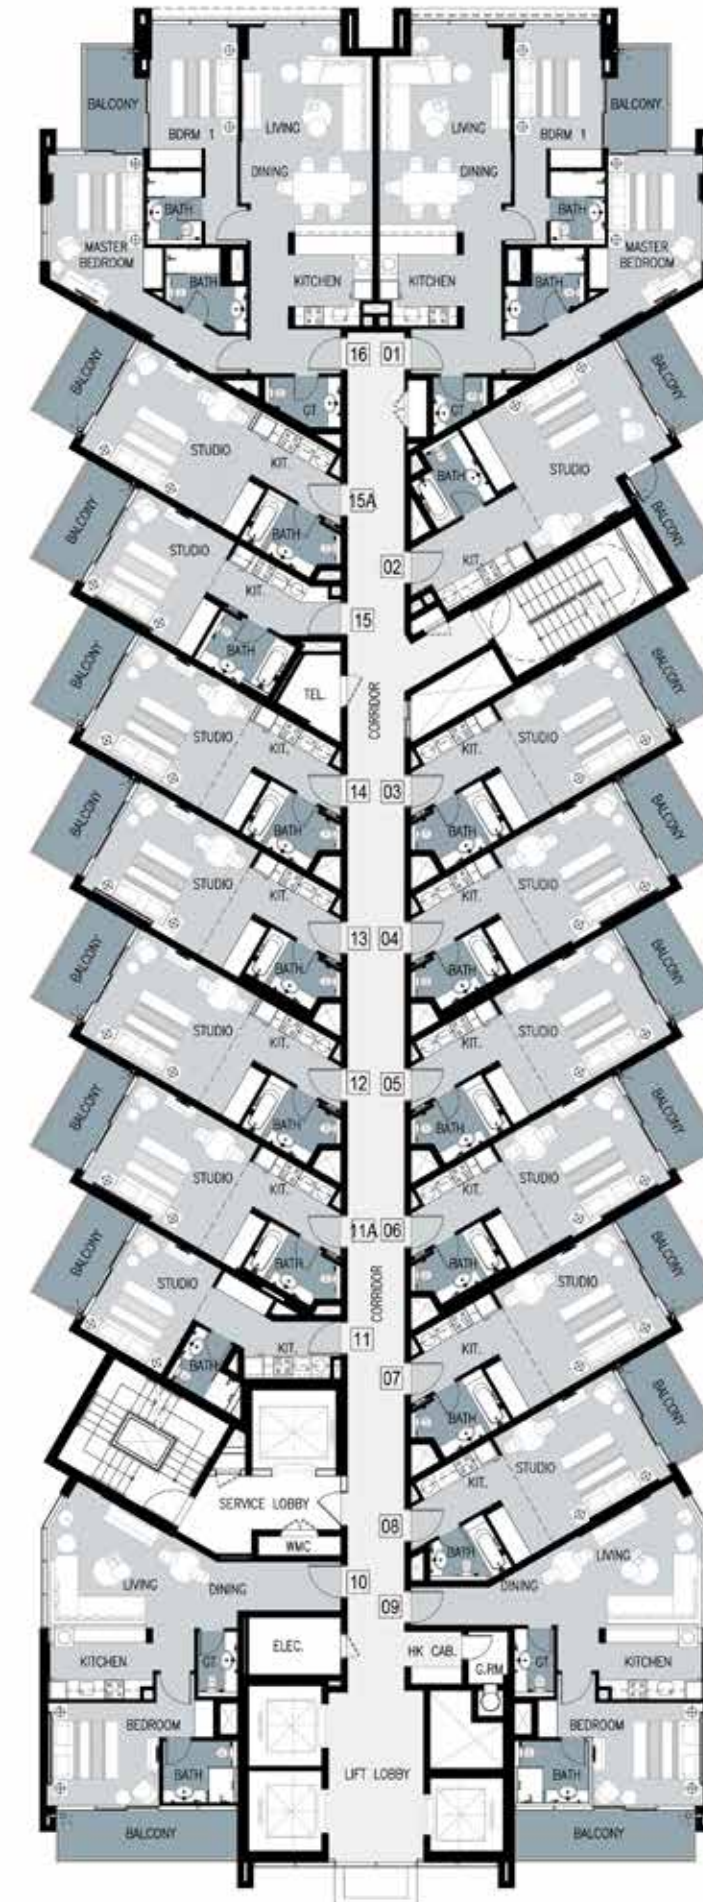 BALCONY
BDRM 1
LIVING
DINING
BATH
MASTER
BEDROOM
BATH
KITCHEN
LIVING
DINING
BDRM 1
BALCONY
BATH
MASTER
BEDROOM
BATH
KITCHEN
16
01
GT
GT
BALCONY
STUDIO
KIT.
15A
BATH
BALCONY
BATH
STUDIO
BALCONY
02
KIT.
BALCONY
STUDIO
KIT.
15
BATH
TEL.
CORRIDOR
BALCONY
STUDIO
KIT.
14
BATH
BALCONY
KIT.
STUDIO
03
BATH
BALCONY
STUDIO
KIT.
13
BATH
BALCONY
KIT.
STUDIO
04
BATH
BALCONY
STUDIO
KIT.
12
BATH
BALCONY
KIT.
STUDIO
05
BATH
BALCONY
STUDIO
KIT.
11A
BATH
BALCONY
KIT.
STUDIO
06
BATH
CORRIDOR
BALCONY
STUDIO
KIT.
11
BATH
BALCONY
STUDIO
KIT.
07
BATH
BALCONY
KIT.
STUDIO
08
BATH
SERVICE LOBBY
WMC
LIVING
DINING
10
KITCHEN
GT
BEDROOM
BATH
BALCONY
LIVING
DINING
09
KITCHEN
GT
BEDROOM
BATH
BALCONY
ELEC.
HK CAB.
G.RM
LIFT LOBBY